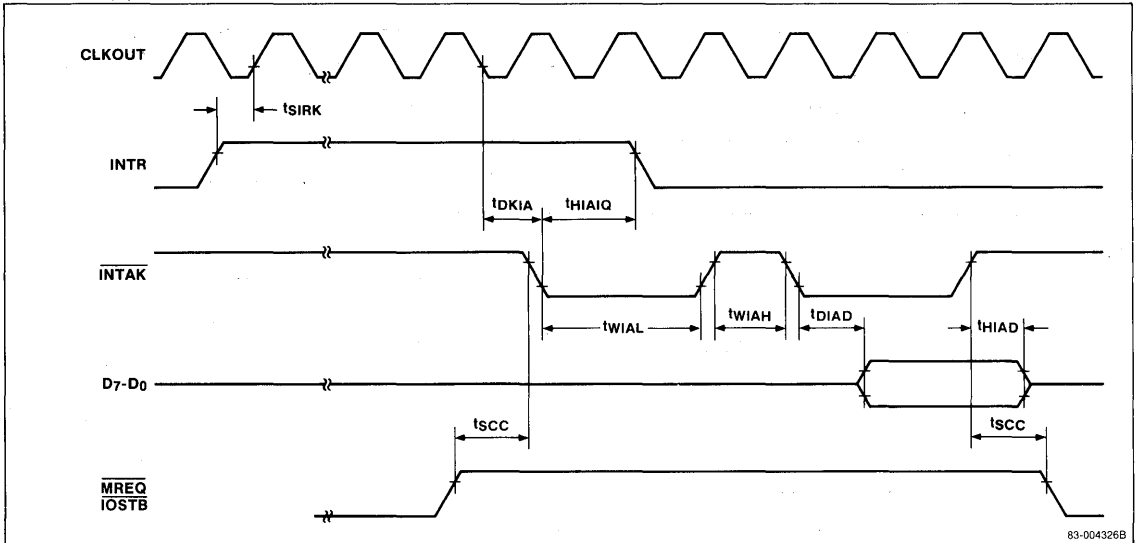 CLKOUT
tSIRK
INTR
tDKIA
tHIAIQ
INTAK
tWIAL
tWIAH
tDIAD
tHIAD
D7-D0
tSCC
tSCC
MREQ
IOSTB
83-004326B